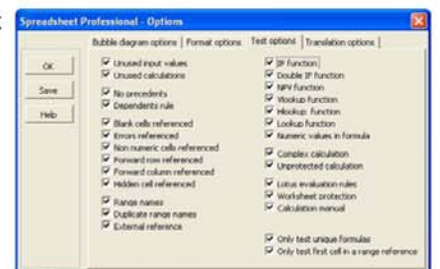 Spreadsheet Professional - Options
Bubble diagram options
Format options
Test options
Translation options
OK
Save
Help
Unused input values
Unused calculations
No precedents
Dependents rule
Blank cells referenced
Errors referenced
Non numeric cells referenced
Forward row referenced
Forward column referenced
Hidden cell referenced
Range names
Duplicate range names
External reference
IF function
Double IF function
NPV function
Vlookup function
Hlookup function
Lookup function
Numeric values in formula
Complex calculation
Unprotected calculation
Lotus evaluation rules
Worksheet protection
Calculation manual
Only test unique formulas
Only test first cell in a range reference